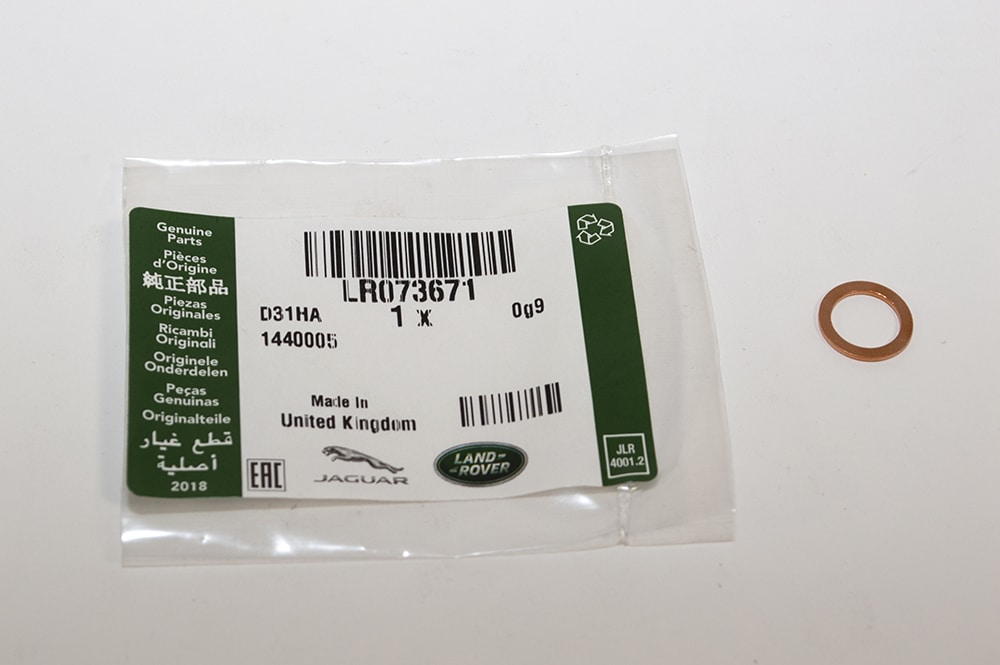 Genuine
Parts
Pièces
d'Origine
純正部品
Piezas
Originales
Ricambi
Originali
Originele
Onderdelen
Peças
Genuínas
Originalteile
قطع غيار
أصلية
2018
LR073671
D31HA
1 x
0g9
1440005
Made In
United Kingdom
EAC
JAGUAR
LAND
ROVER
JLR
4001.2